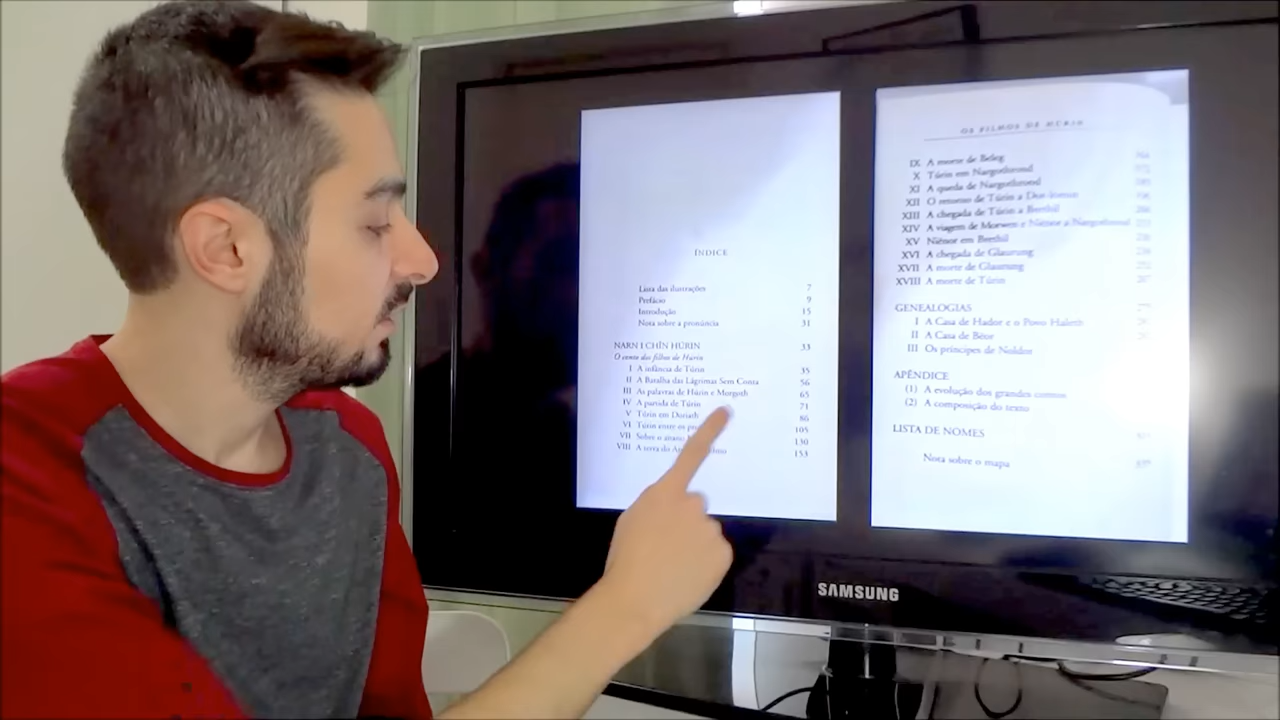 ÍNDICE
Lista das ilustrações 7
Prefácio 9
Introdução 15
Nota sobre a pronúncia 31
NARN I CHÎN HÚRIN 33
O conto dos filhos de Húrin
I A infância de Túrin 35
II A Batalha das Lágrimas Sem Conta 56
III As palavras de Húrin e Morgoth 65
IV A partida de Túrin 71
V Túrin em Doriath 86
VI Túrin entre os 105
VII Sobre o anano 130
VIII A terra do 153
OS FILHOS DE HÚRIN
IX A morte de Beleg
X Túrin em Nargothrond
XI A queda de Nargothrond
XII O retorno de Túrin a Dor-lómin
XIII A chegada de Túrin a Brethil
XIV A viagem de Morwen e Niënor a Nargothrond
XV Niënor em Brethil
XVI A chegada de Glaurung
XVII A morte de Glaurung
XVIII A morte de Túrin
GENEALOGIAS
I A Casa de Hador e o Povo Haleth
II A Casa de Bëor
III Os príncipes de Noldor
APÊNDICE
(1) A evolução dos grandes contos
(2) A composição do texto
LISTA DE NOMES
Nota sobre o mapa
SAMSUNG